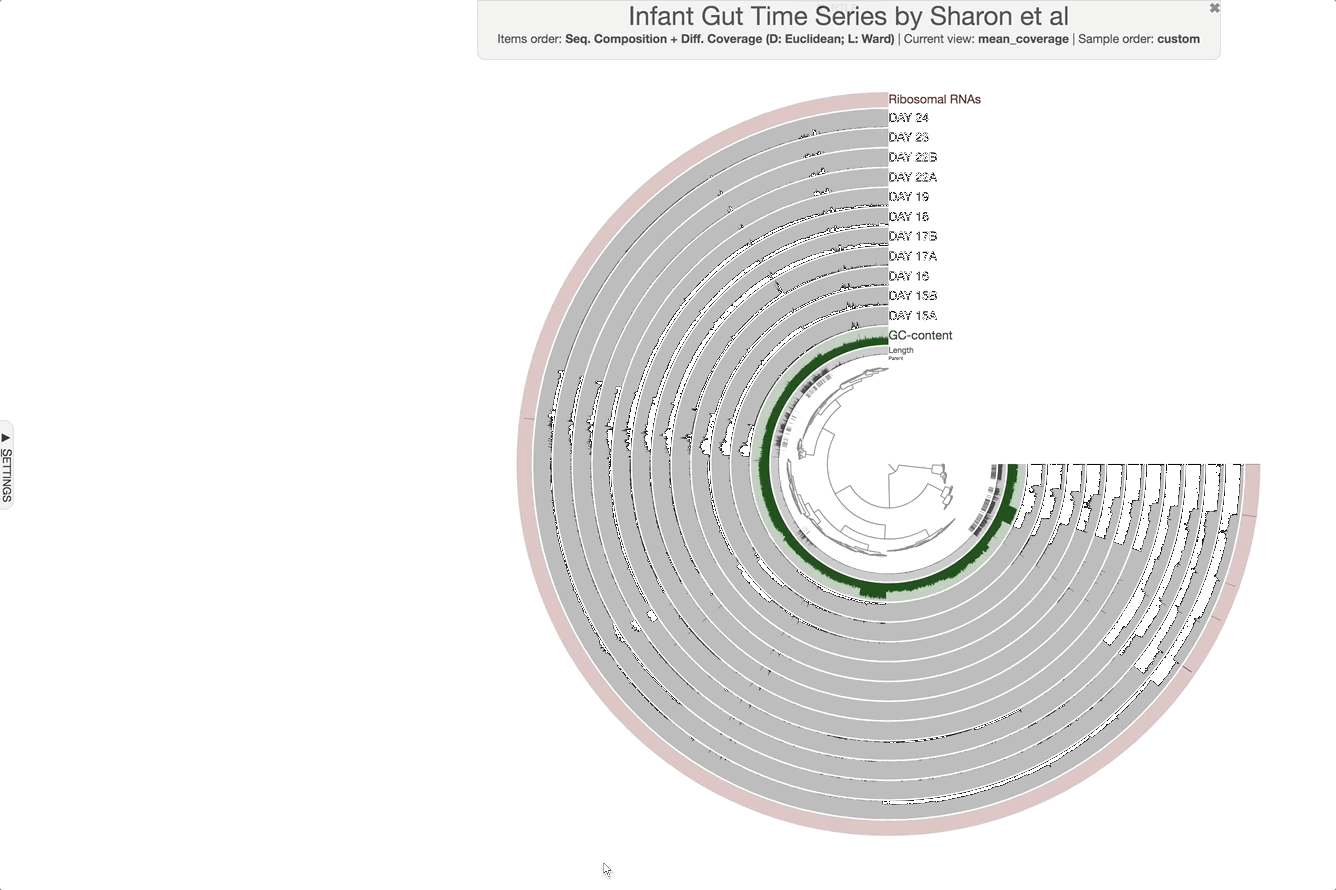 Infant Gut Time Series by Sharon et al
Items order: Seq. Composition + Diff. Coverage (D: Euclidean; L: Ward) | Current view: mean_coverage | Sample order: custom
Ribosomal RNAs
DAY 24
DAY 23
DAY 22B
DAY 22A
DAY 19
DAY 18
DAY 17B
DAY 17A
DAY 16
DAY 15B
DAY 15A
GC-content
Length
Parent
SETTINGS